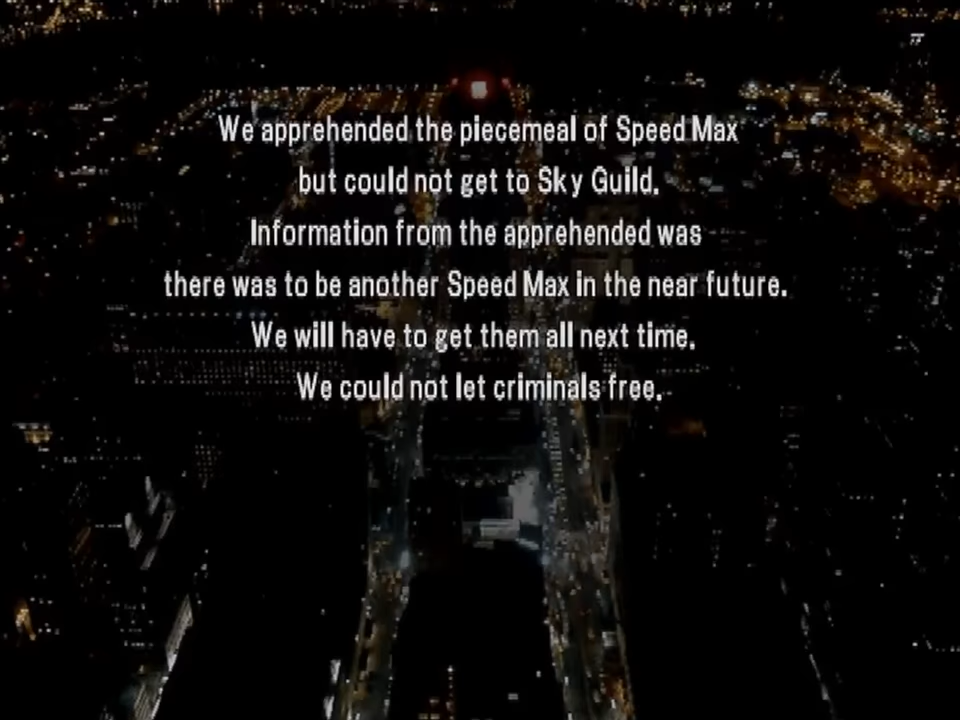 We apprehended the piecemeal of Speed Max
but could not get to Sky Guild.
Information from the apprehended was
there was to be another Speed Max in the near future.
We will have to get them all next time.
We could not let criminals free.